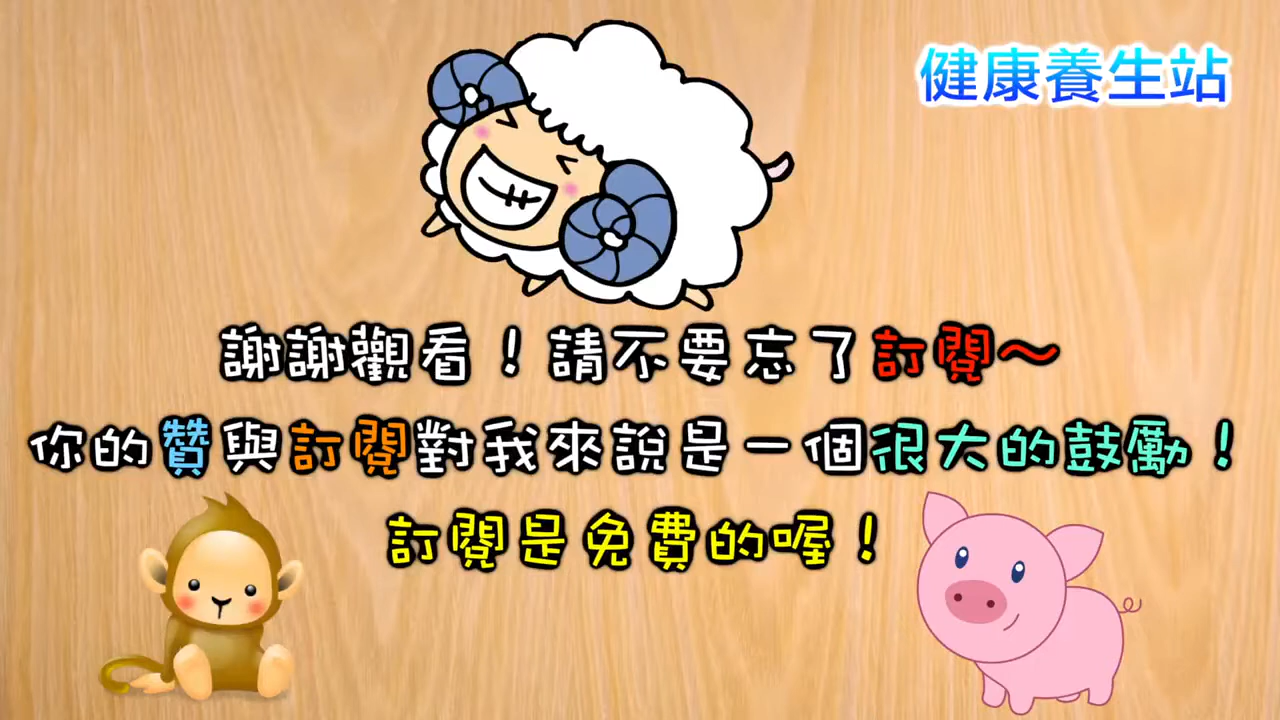 健康養生站
謝謝觀看！請不要忘了訂閱～
你的贊與訂閱對我來說是一個很大的鼓勵！
訂閱是免費的喔！